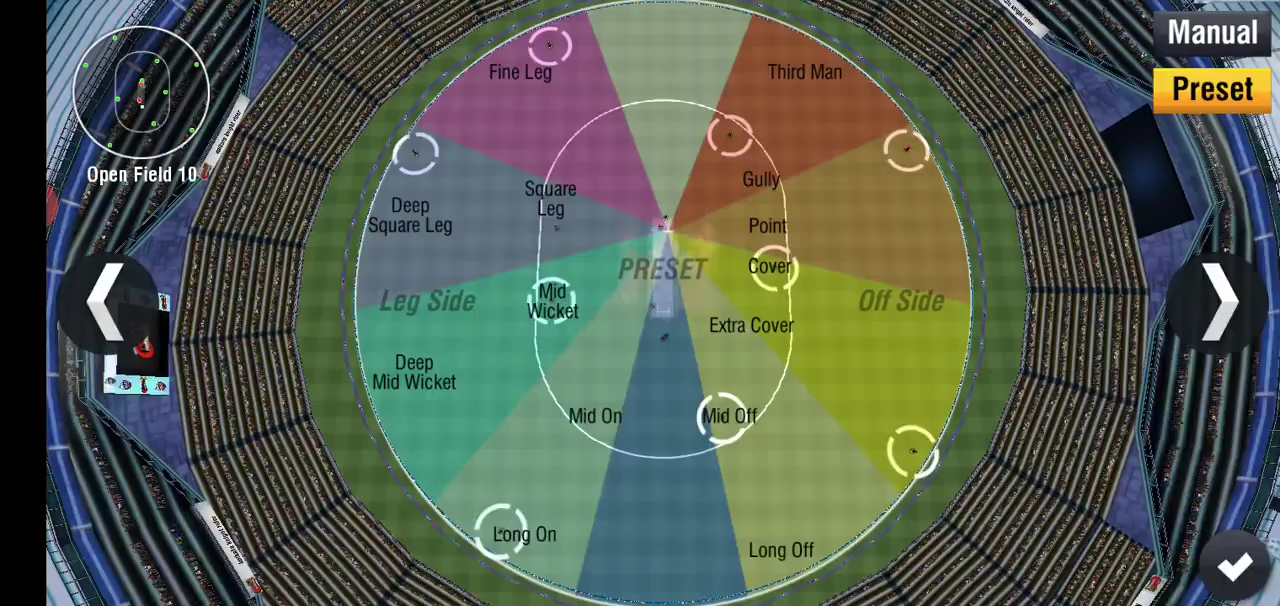 Manual
Preset
Open Field 10
Fine Leg
Third Man
Gully
Square
Leg
Deep
Square Leg
Point
Cover
PRESET
Leg Side
Off Side
Mid
Wicket
Extra Cover
Deep
Mid Wicket
Mid On
Mid Off
Long On
Long Off